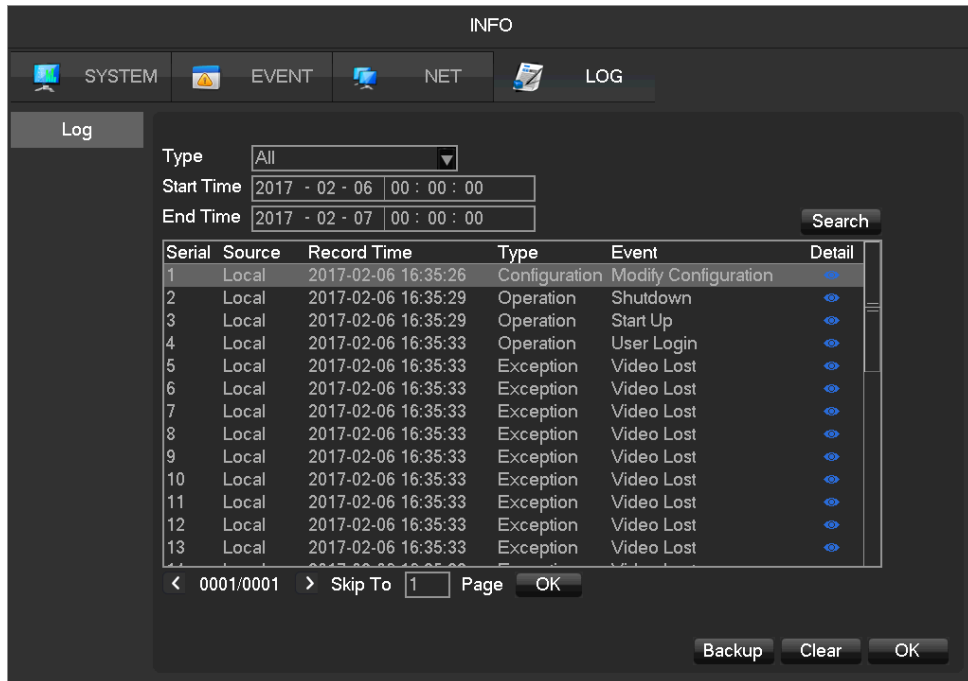 INFO
SYSTEM EVENT NET LOG
Log
Type All
Start Time 2017 - 02 - 06 00 : 00 : 00
End Time 2017 - 02 - 07 00 : 00 : 00
Search
Serial Source Record Time Type Event Detail
1 Local 2017-02-06 16:35:26 Configuration Modify Configuration
2 Local 2017-02-06 16:35:29 Operation Shutdown
3 Local 2017-02-06 16:35:29 Operation Start Up
4 Local 2017-02-06 16:35:33 Operation User Login
5 Local 2017-02-06 16:35:33 Exception Video Lost
6 Local 2017-02-06 16:35:33 Exception Video Lost
7 Local 2017-02-06 16:35:33 Exception Video Lost
8 Local 2017-02-06 16:35:33 Exception Video Lost
9 Local 2017-02-06 16:35:33 Exception Video Lost
10 Local 2017-02-06 16:35:33 Exception Video Lost
11 Local 2017-02-06 16:35:33 Exception Video Lost
12 Local 2017-02-06 16:35:33 Exception Video Lost
13 Local 2017-02-06 16:35:33 Exception Video Lost
< 0001/0001 > Skip To 1 Page OK
Backup Clear OK